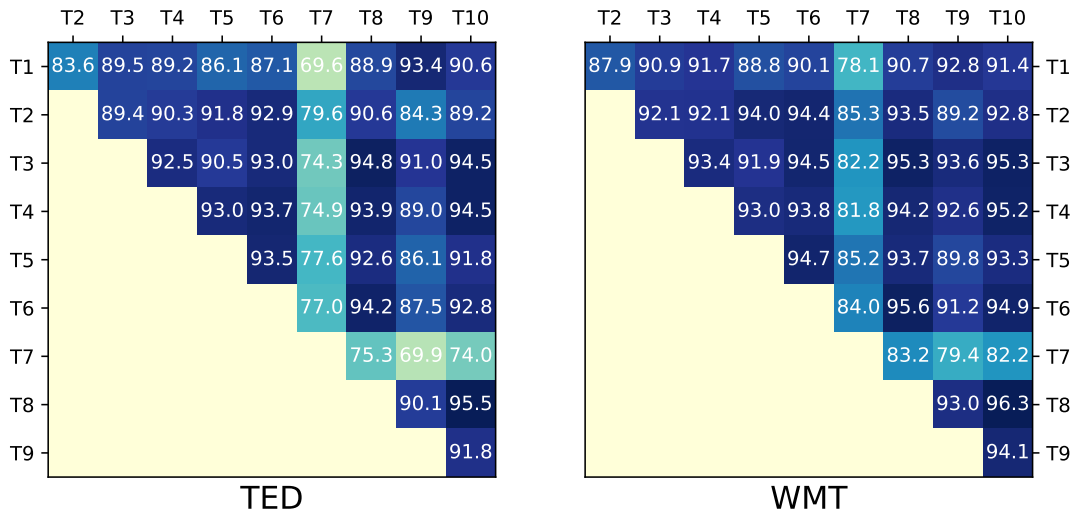 T2 T3 T4 T5 T6 T7 T8 T9 T10 T2 T3 T4 T5 T6 T7 T8 T9 T10
T1 83.6 89.5 89.2 86.1 87.1 69.6 88.9 93.4 90.6 87.9 90.9 91.7 88.8 90.1 78.1 90.7 92.8 91.4 T1
T2 89.4 90.3 91.8 92.9 79.6 90.6 84.3 89.2 92.1 92.1 94.0 94.4 85.3 93.5 89.2 92.8 T2
T3 92.5 90.5 93.0 74.3 94.8 91.0 94.5 93.4 91.9 94.5 82.2 95.3 93.6 95.3 T3
T4 93.0 93.7 74.9 93.9 89.0 94.5 93.0 93.8 81.8 94.2 92.6 95.2 T4
T5 93.5 77.6 92.6 86.1 91.8 94.7 85.2 93.7 89.8 93.3 T5
T6 77.0 94.2 87.5 92.8 84.0 95.6 91.2 94.9 T6
T7 75.3 69.9 74.0 83.2 79.4 82.2 T7
T8 90.1 95.5 93.0 96.3 T8
T9 91.8 94.1 T9
TED WMT